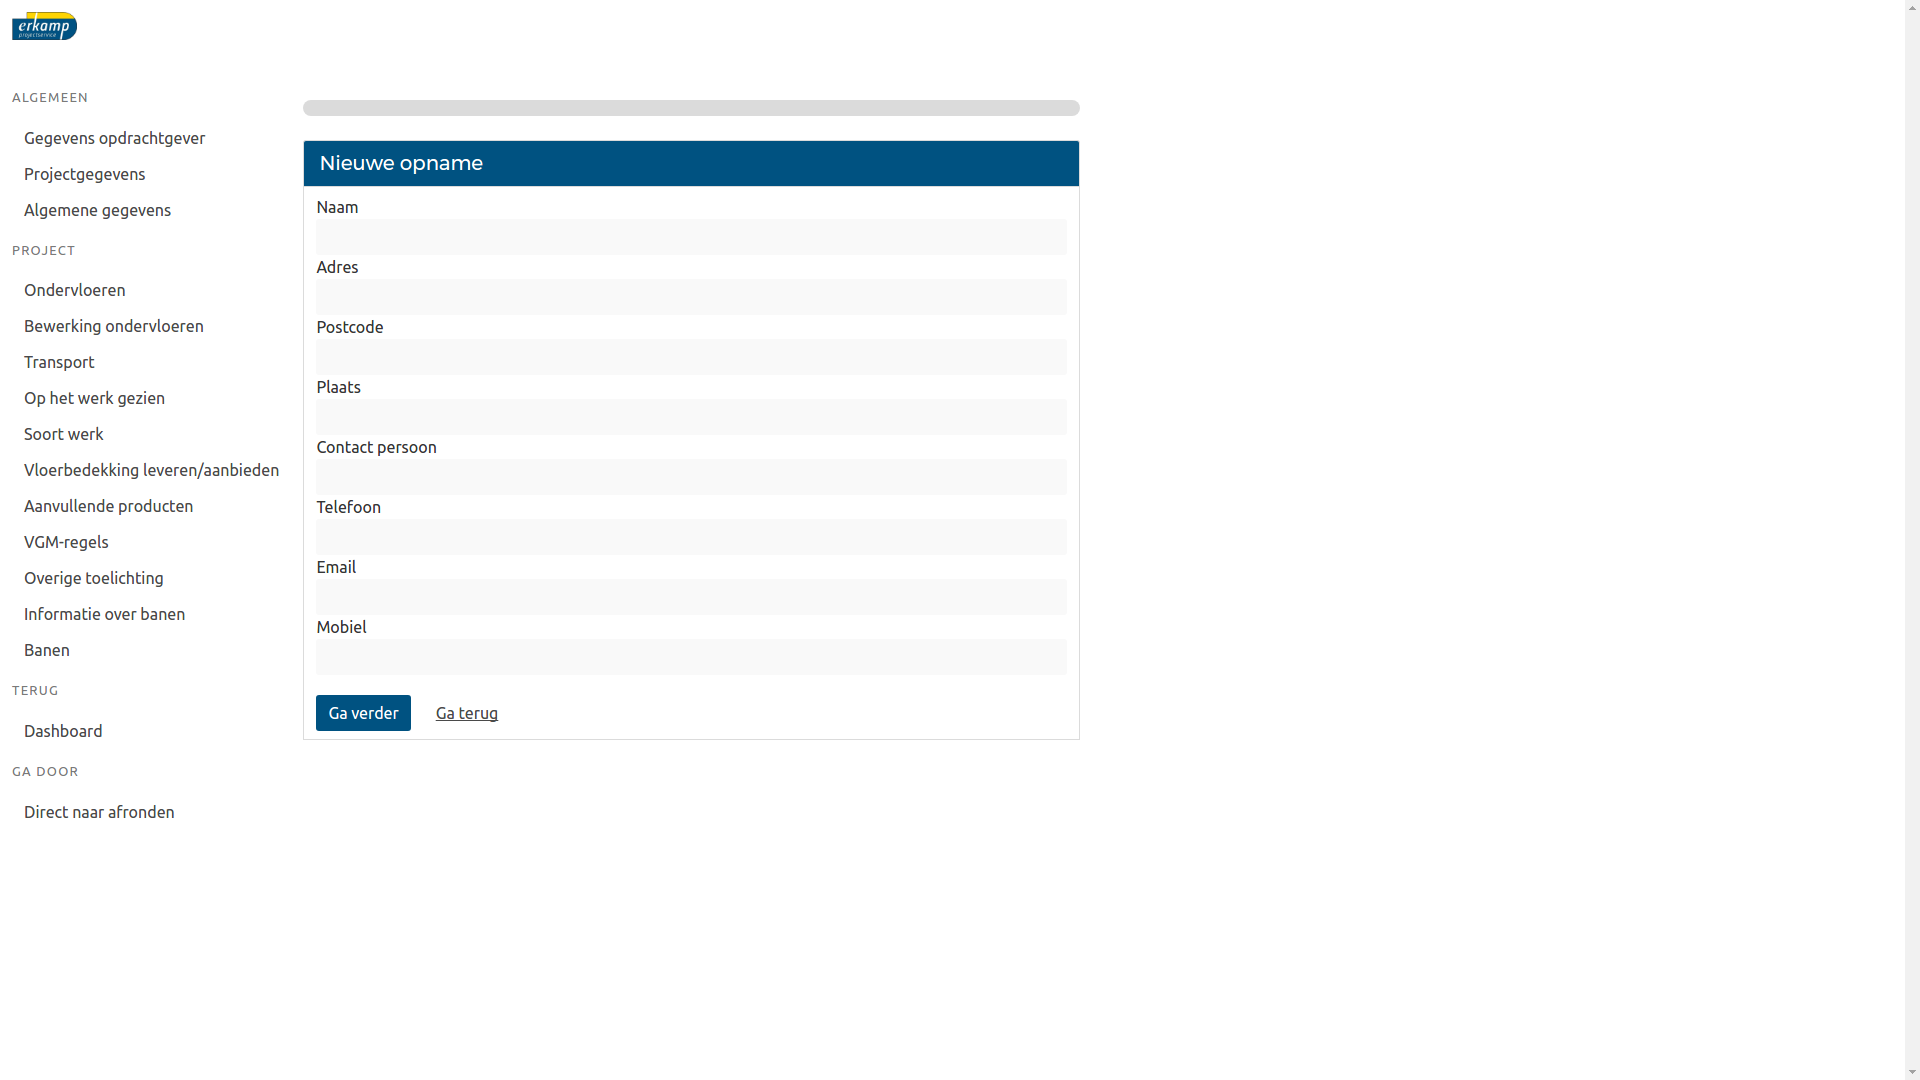 erkamp
projectservice
ALGEMEEN
Gegevens opdrachtgever
Projectgegevens
Algemene gegevens
PROJECT
Ondervloeren
Bewerking ondervloeren
Transport
Op het werk gezien
Soort werk
Vloerbedekking leveren/aanbieden
Aanvullende producten
VGM-regels
Overige toelichting
Informatie over banen
Banen
TERUG
Dashboard
GA DOOR
Direct naar afronden
Nieuwe opname
Naam
Adres
Postcode
Plaats
Contact persoon
Telefoon
Email
Mobiel
Ga verder Ga terug